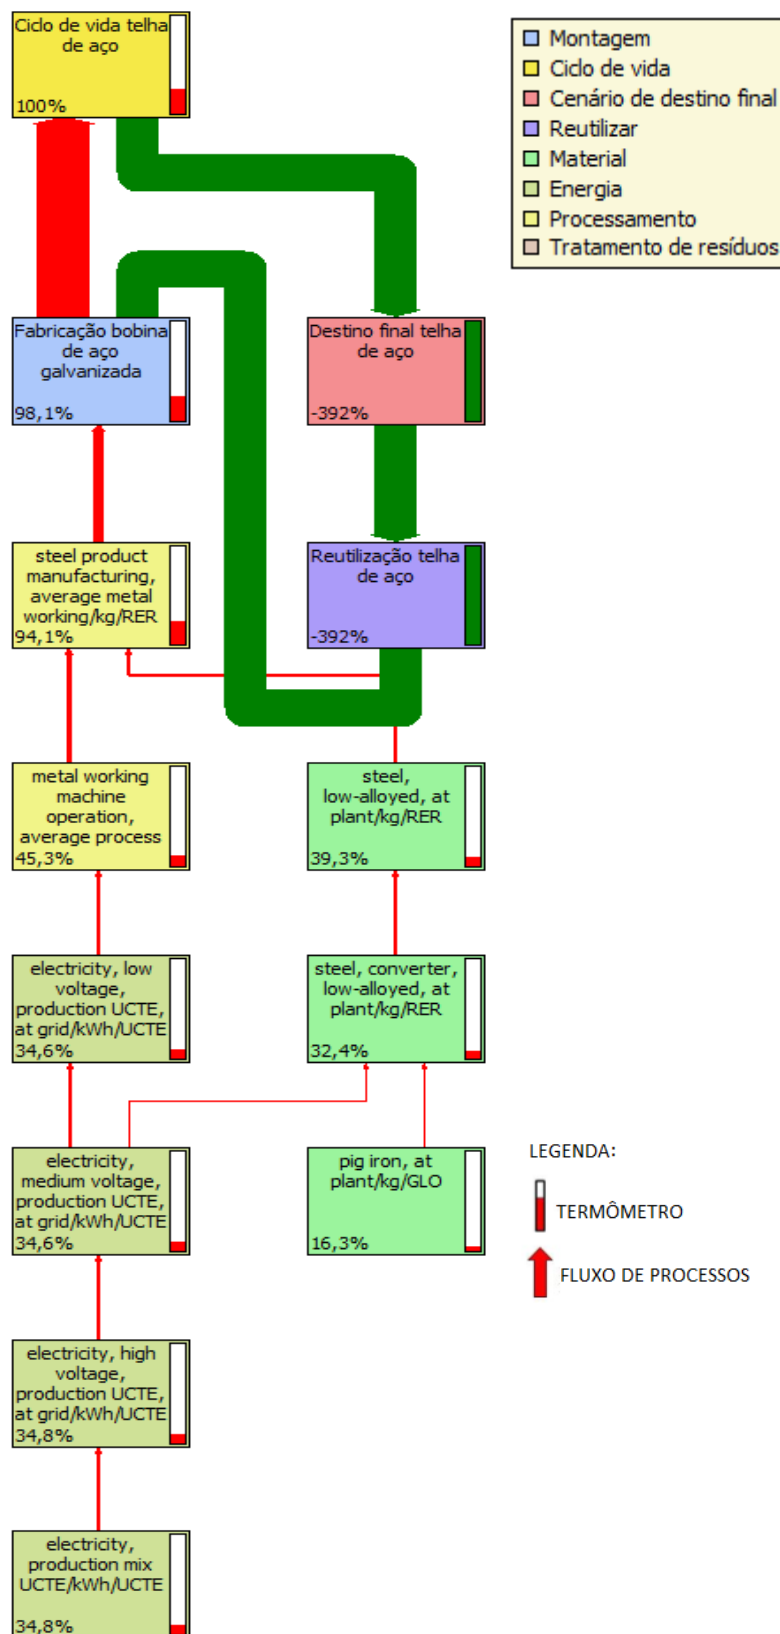 Ciclo de vida telha
de aço
100%
Montagem
Ciclo de vida
Cenário de destino final
Reutilizar
Material
Energia
Processamento
Tratamento de resíduos
Fabricação bobina
de aço
galvanizada
98,1%
Destino final telha
de aço
-392%
steel product
manufacturing,
average metal
working/kg/RER
94,1%
Reutilização telha
de aço
-392%
metal working
machine
operation,
average process
45,3%
steel,
low-alloyed, at
plant/kg/RER
39,3%
electricity, low
voltage,
production UCTE,
at grid/kWh/UCTE
34,6%
steel, converter,
low-alloyed, at
plant/kg/RER
32,4%
electricity,
medium voltage,
production UCTE,
at grid/kWh/UCTE
34,6%
pig iron, at
plant/kg/GLO
16,3%
LEGENDA:
TERMÔMETRO
FLUXO DE PROCESSOS
electricity, high
voltage,
production UCTE,
at grid/kWh/UCTE
34,8%
electricity,
production mix
UCTE/kWh/UCTE
34,8%